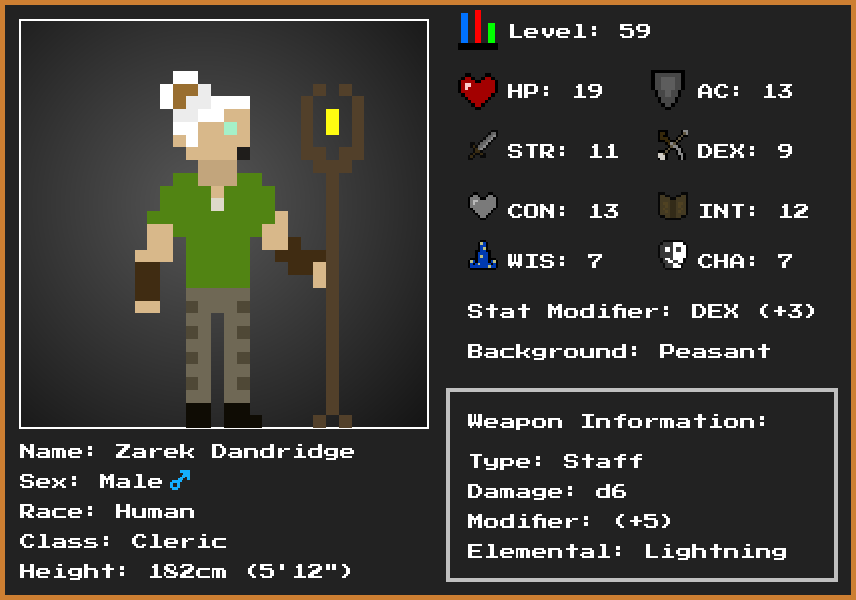 Level: 59
HP: 19 AC: 13
STR: 11 DEX: 9
CON: 13 INT: 12
WIS: 7 CHA: 7
Stat Modifier: DEX (+3)
Background: Peasant
Weapon Information:
Type: Staff
Damage: d6
Modifier: (+5)
Elemental: Lightning
Name: Zarek Dandridge
Sex: Male♂
Race: Human
Class: Cleric
Height: 182cm (5'12")